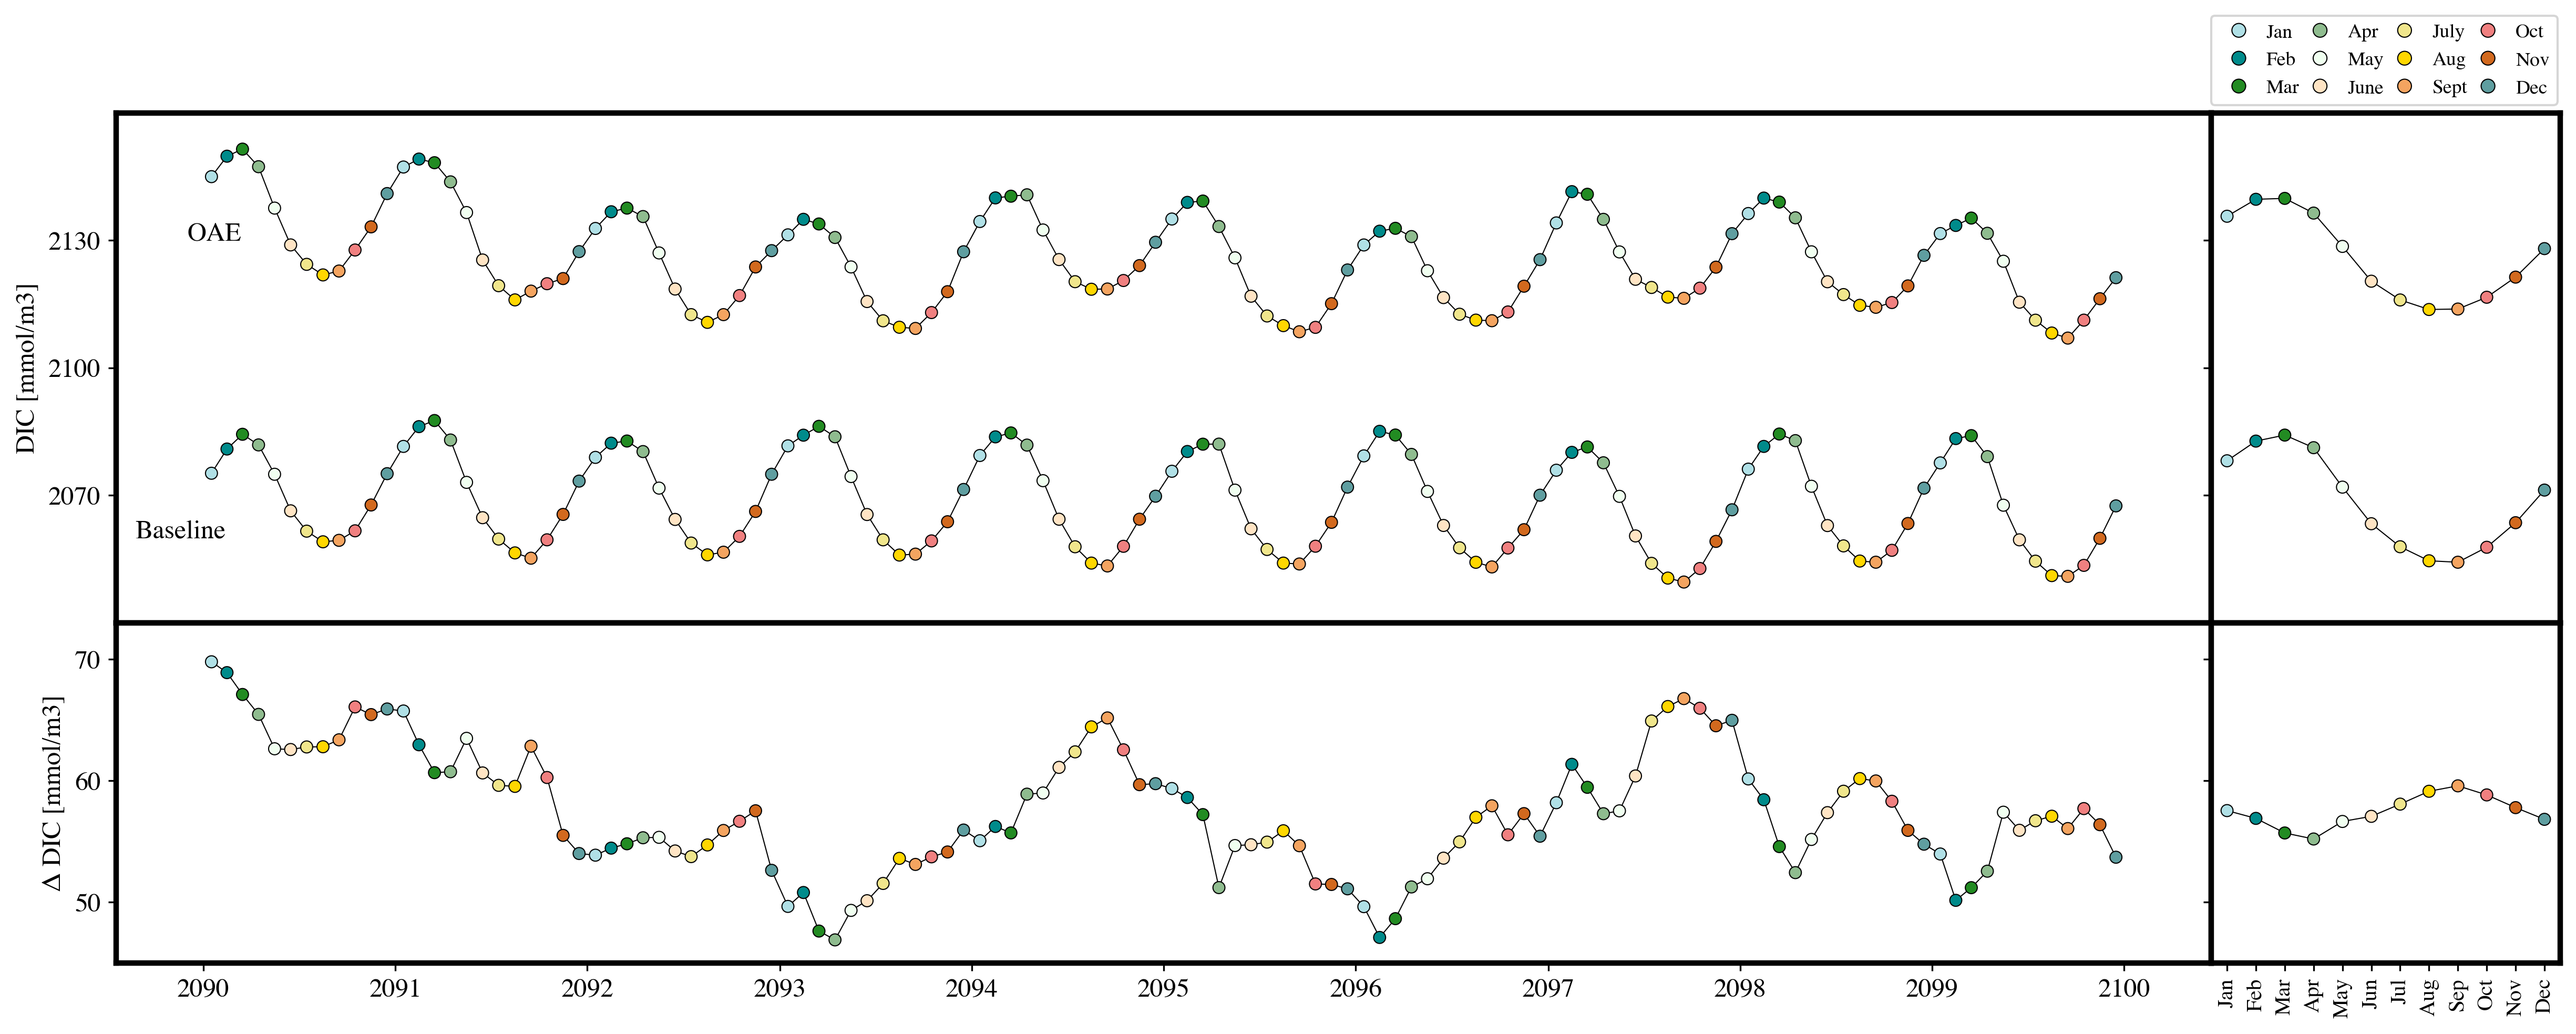 Jan Apr July Oct
Feb May Aug Nov
Mar June Sept Dec
DIC [mmol/m3]
2130
2100
2070
OAE
Baseline
Δ DIC [mmol/m3]
70
60
50
2090 2091 2092 2093 2094 2095 2096 2097 2098 2099 2100
Jan Feb Mar Apr May Jun Jul Aug Sep Oct Nov Dec